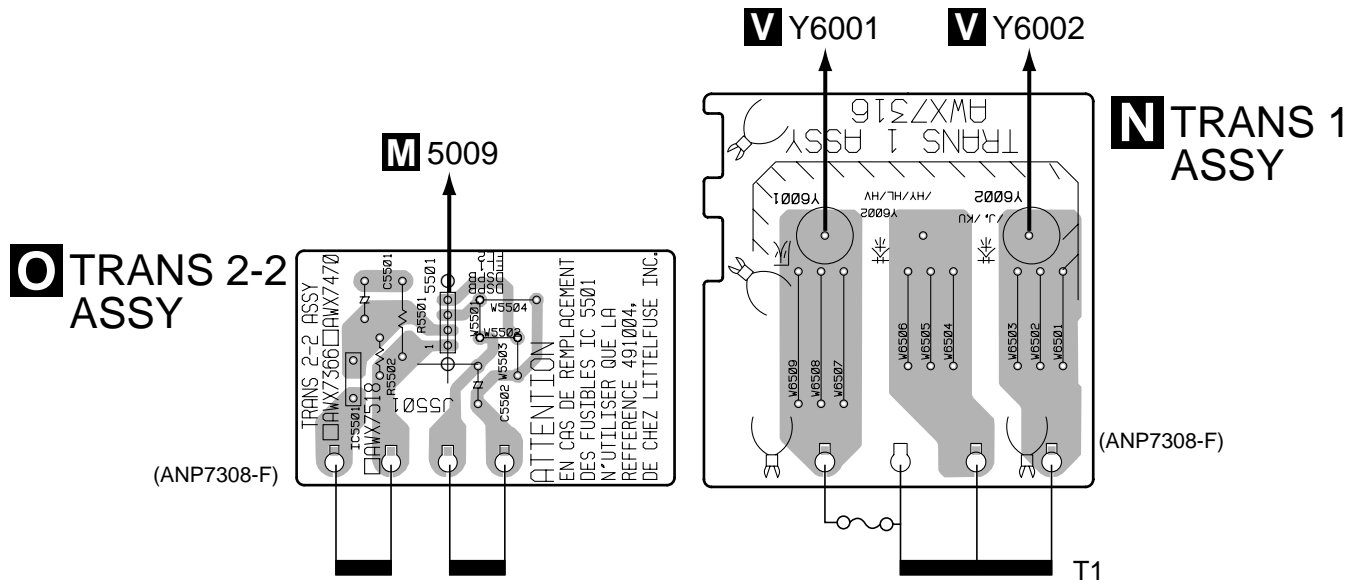 V Y6001
V Y6002
N TRANS 1
ASSY
M 5009
O TRANS 2-2
ASSY
TRANS 1 ASSY
AWX7316
Y6001
Y6002
/HY/HL/HV
Y6002
/KU
W6509
W6508
W6507
W6506
W6505
W6504
W6503
W6502
W6501
(ANP7308-F)
T1
TRANS 2-2 ASSY
□AWX7366 □AWX7470
□AWX7518
IC5501
C5501
R5501
R5502
5501
1
J5501
W5501
W5504
W5502
W5503
C5502
ATTENTION
EN CAS DE REMPLACEMENT
DES FUSIBLES IC 5501
N'UTILISER QUE LA
REFFERENCE 491004,
DE CHEZ LITTELFUSE INC.
(ANP7308-F)